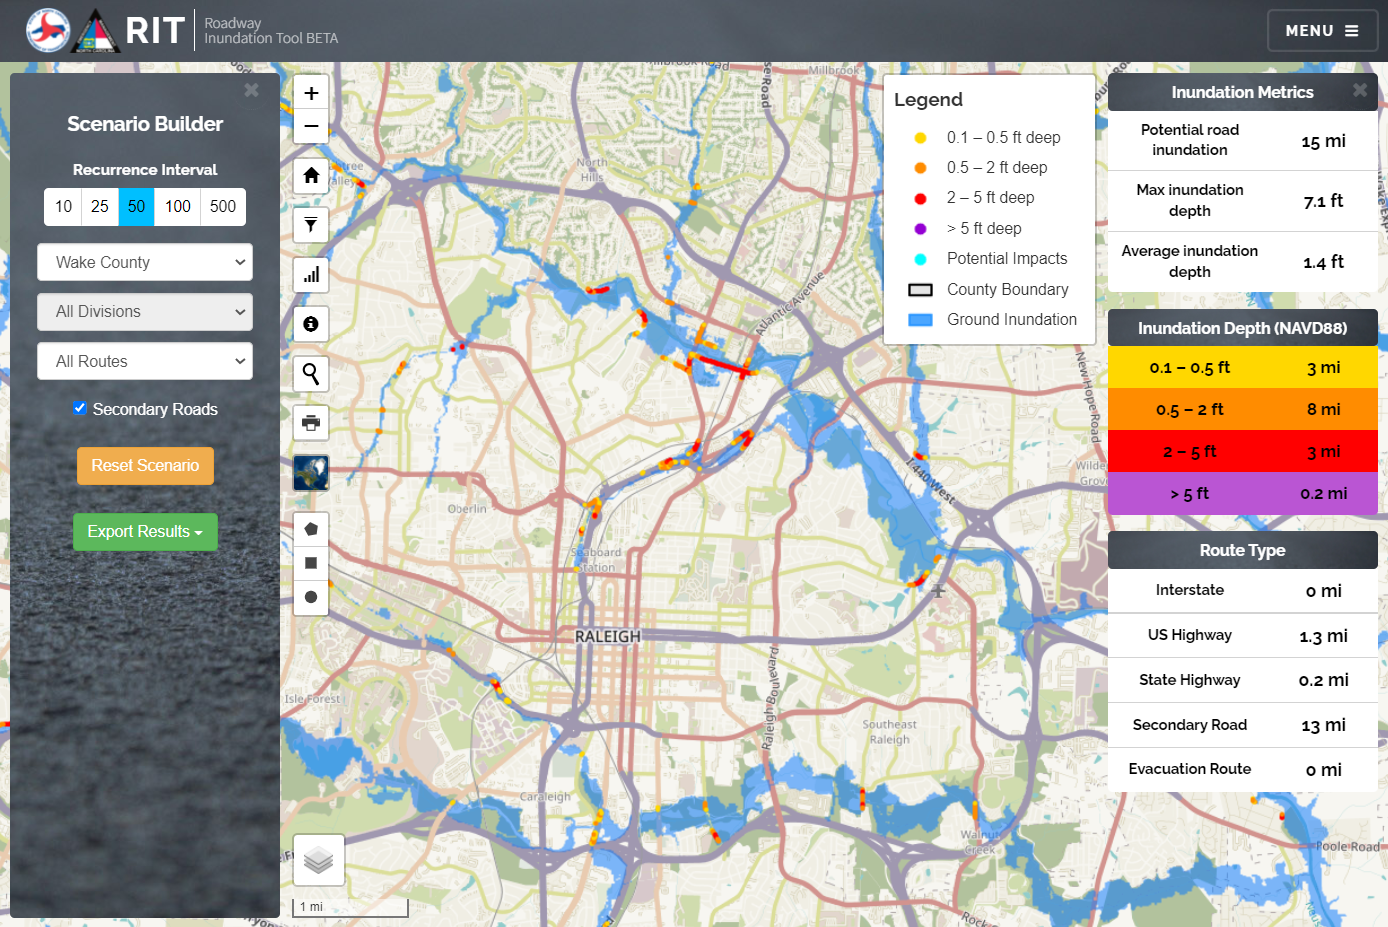 RIT
Roadway
Inundation Tool BETA
MENU
Scenario Builder
Recurrence Interval
10 25 50 100 500
Wake County
All Divisions
All Routes
Secondary Roads
Reset Scenario
Export Results
+
−
Legend
0.1 – 0.5 ft deep
0.5 – 2 ft deep
2 – 5 ft deep
> 5 ft deep
Potential Impacts
County Boundary
Ground Inundation
Inundation Metrics
Potential road
inundation
15 mi
Max inundation
depth
7.1 ft
Average inundation
depth
1.4 ft
Inundation Depth (NAVD88)
0.1 – 0.5 ft 3 mi
0.5 – 2 ft 8 mi
2 – 5 ft 3 mi
> 5 ft 0.2 mi
Route Type
Interstate 0 mi
US Highway 1.3 mi
State Highway 0.2 mi
Secondary Road 13 mi
Evacuation Route 0 mi
Millbrook
North
Hills
Atlantic Avenue
New Hope Road
I 440 West
Oberlin
Seaboard
Station
RALEIGH
Raleigh Boulevard
Isle Forest
Southeast
Raleigh
Caraleigh
Walnut
Creek
Poole Road
1 mi